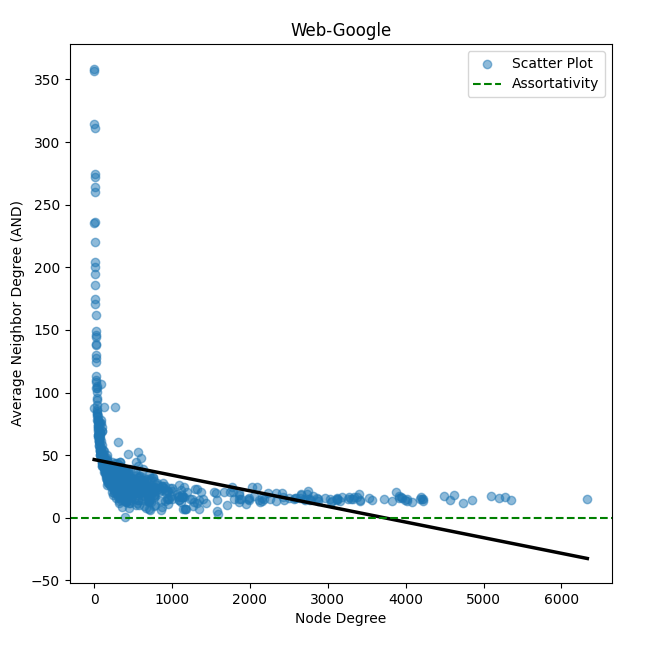 Web-Google
Scatter Plot
Assortativity
350
300
250
200
150
100
50
0
−50
Average Neighbor Degree (AND)
0 1000 2000 3000 4000 5000 6000
Node Degree